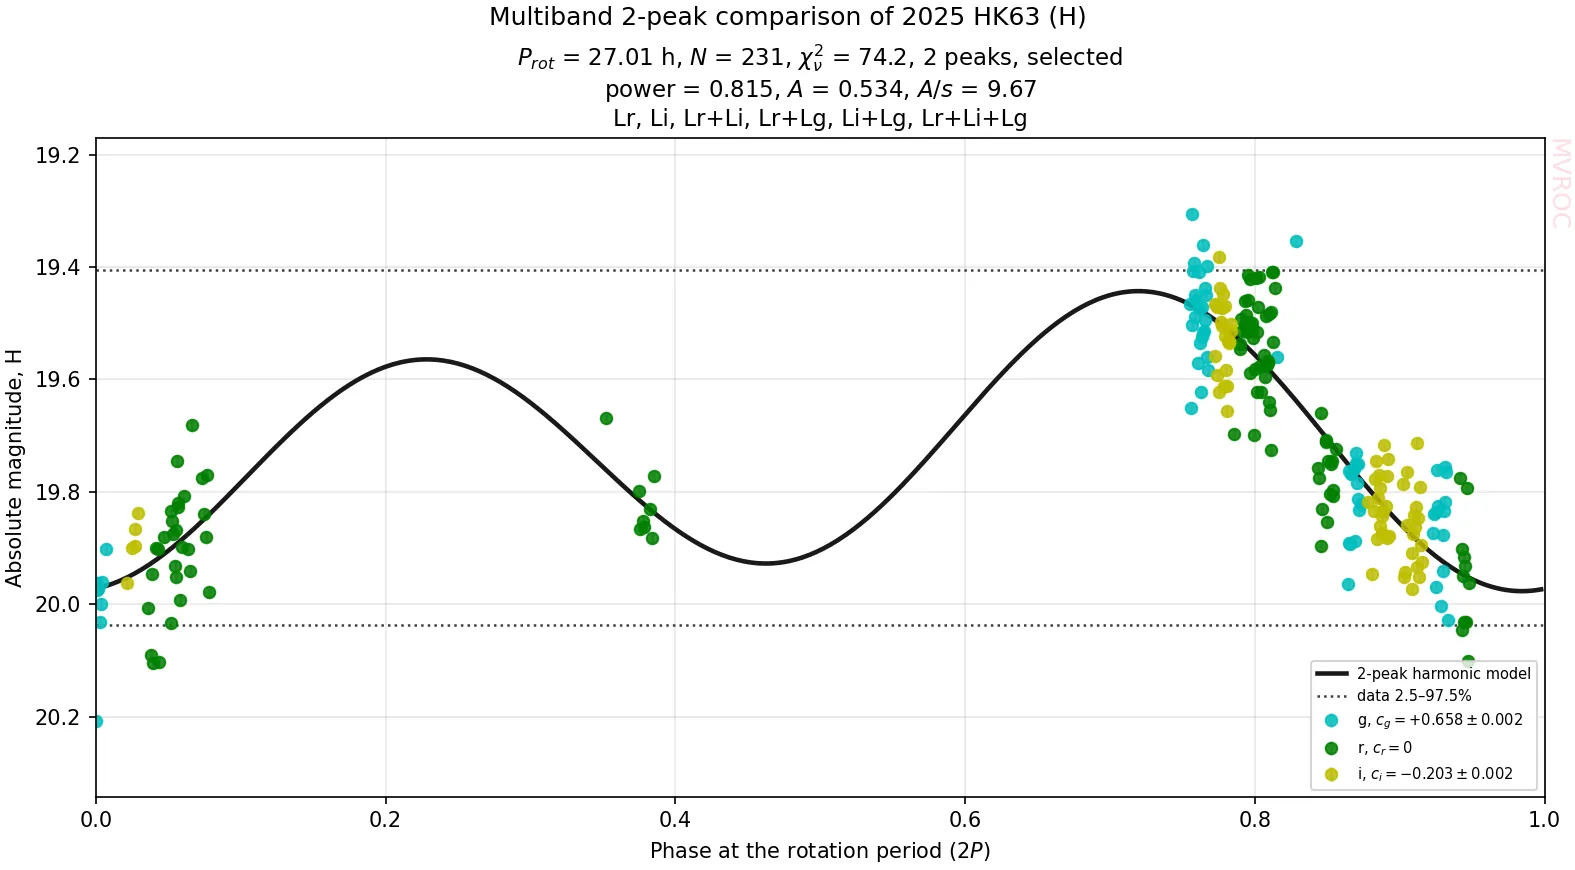 Multiband 2-peak comparison of 2025 HK63 (H)
P_rot = 27.01 h, N = 231, χ²_ν = 74.2, 2 peaks, selected
power = 0.815, A = 0.534, A/s = 9.67
Lr, Li, Lr+Li, Lr+Lg, Li+Lg, Lr+Li+Lg
MVROC
Absolute magnitude, H
19.2
19.4
19.6
19.8
20.0
20.2
2-peak harmonic model
data 2.5–97.5%
g, c_g = +0.658 ± 0.002
r, c_r = 0
i, c_i = −0.203 ± 0.002
0.0 0.2 0.4 0.6 0.8 1.0
Phase at the rotation period (2P)